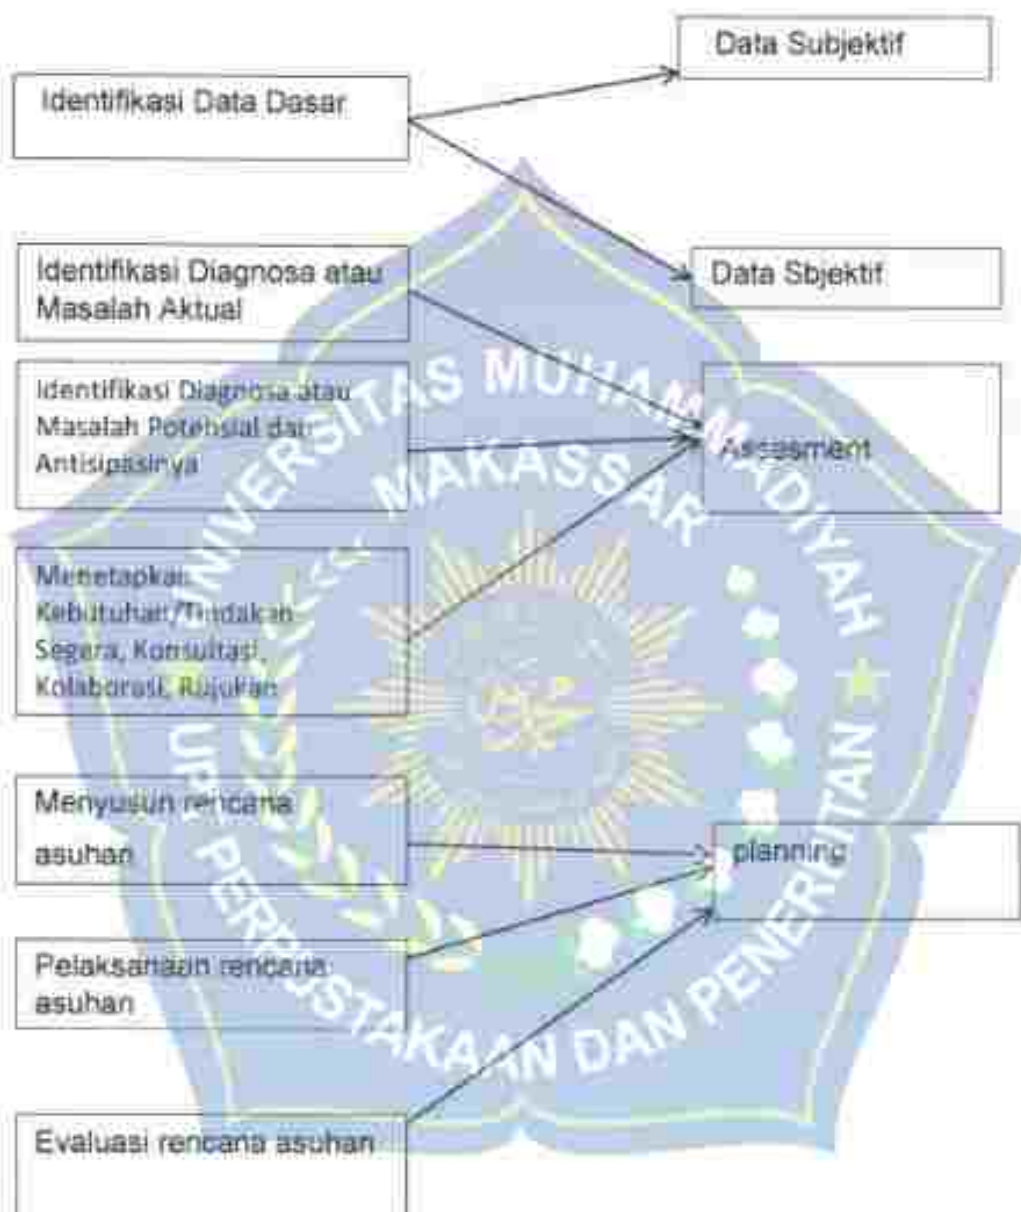 Data Subjektif
Identifikasi Data Dasar
Identifikasi Diagnosa atau
Masalah Aktual
Data Sbjektif
Identifikasi Diagnosa atau
Masalah Potensial dan
Antisipasinya
Assesment
Menetapkan
Kebutuhan/Tindakan
Segera, Konsultasi,
Kolaborasi, Rujukan
Menyusun rencana
asuhan
planning
Pelaksanaan rencana
asuhan
Evaluasi rencana asuhan
UNIVERSITAS MUHAMMADIYAH
MAKASSAR
UPT PERPUSTAKAAN DAN PENERBITAN